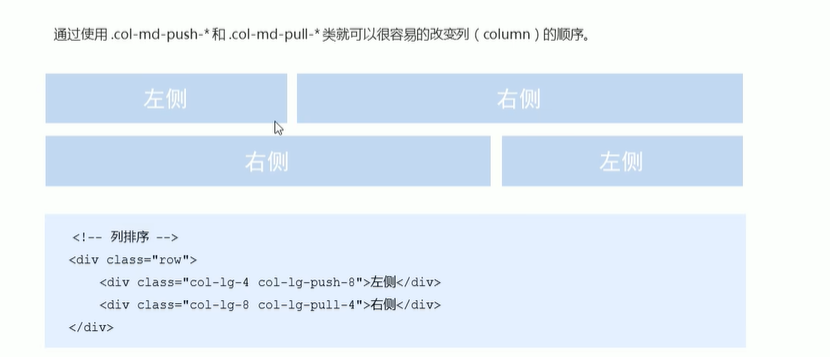 通过使用 .col-md-push-* 和 .col-md-pull-* 类就可以很容易的改变列（column）的顺序。
左侧 右侧
右侧 左侧
<!-- 列排序 -->
<div class="row">
    <div class="col-lg-4 col-lg-push-8">左侧</div>
    <div class="col-lg-8 col-lg-pull-4">右侧</div>
</div>